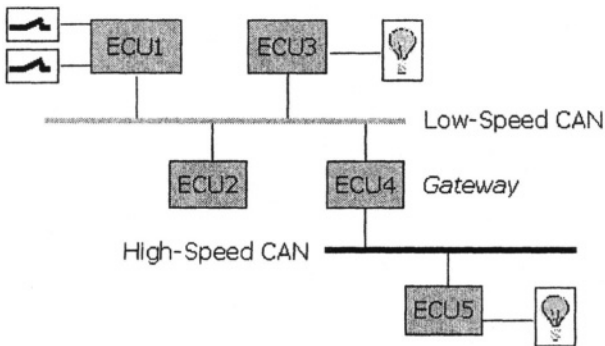 ECU1
ECU3
Low-Speed CAN
ECU2
ECU4
Gateway
High-Speed CAN
ECU5